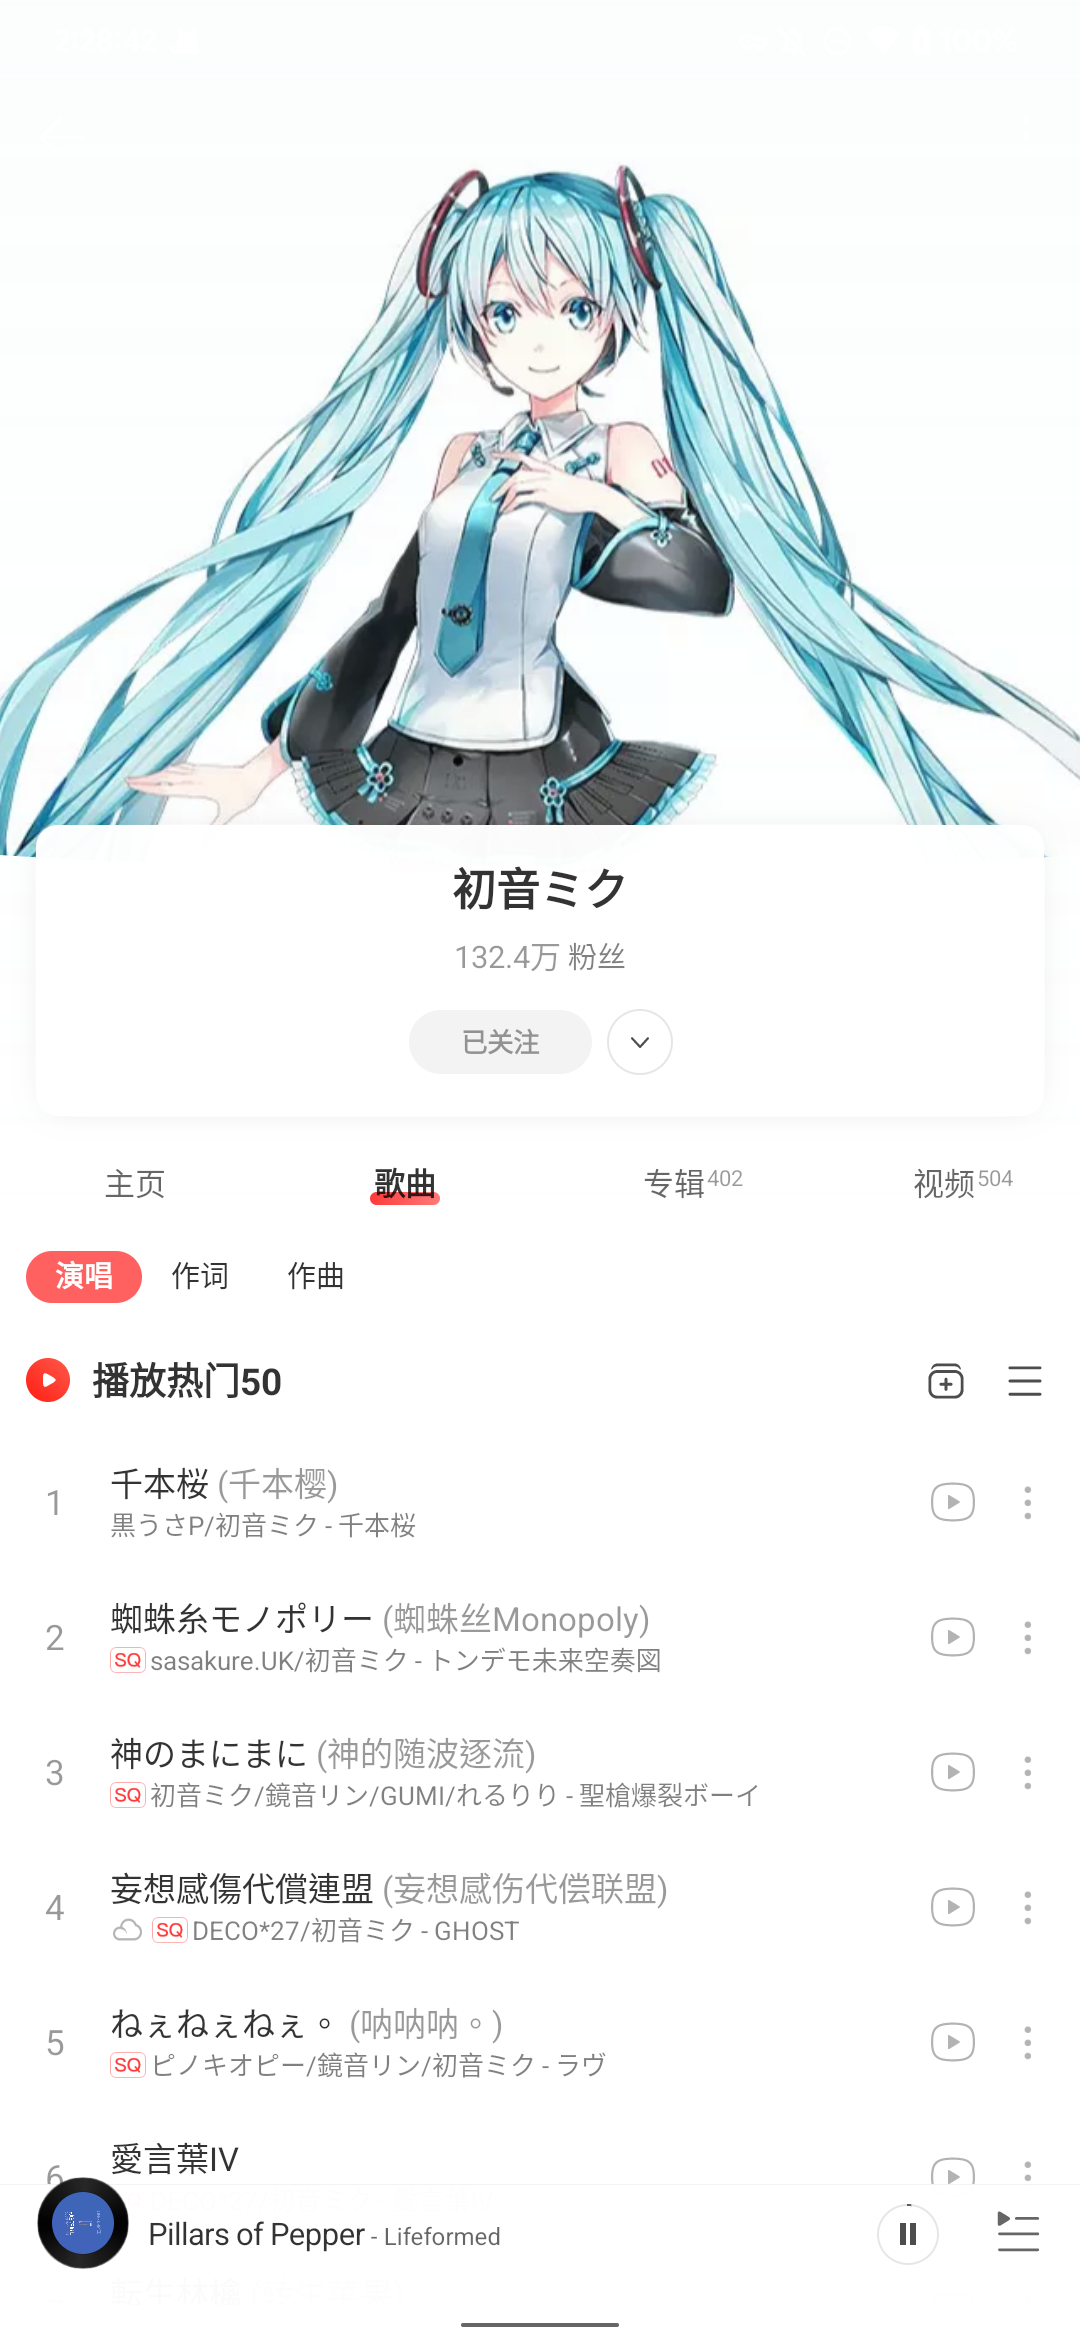 01
初音ミク
132.4万 粉丝
已关注
主页 歌曲 专辑402 视频504
演唱 作词 作曲
播放热门50
1 千本桜 (千本樱)
黒うさP/初音ミク - 千本桜
2 蜘蛛糸モノポリー (蜘蛛丝Monopoly)
SQ sasakure.UK/初音ミク - トンデモ未来空奏図
3 神のまにまに (神的随波逐流)
SQ 初音ミク/鏡音リン/GUMI/れるりり - 聖槍爆裂ボーイ
4 妄想感傷代償連盟 (妄想感伤代偿联盟)
SQ DECO*27/初音ミク - GHOST
5 ねぇねぇねぇ。 (呐呐呐。)
SQ ピノキオピー/鏡音リン/初音ミク - ラヴ
6 愛言葉IV
Pillars of Pepper - Lifeformed